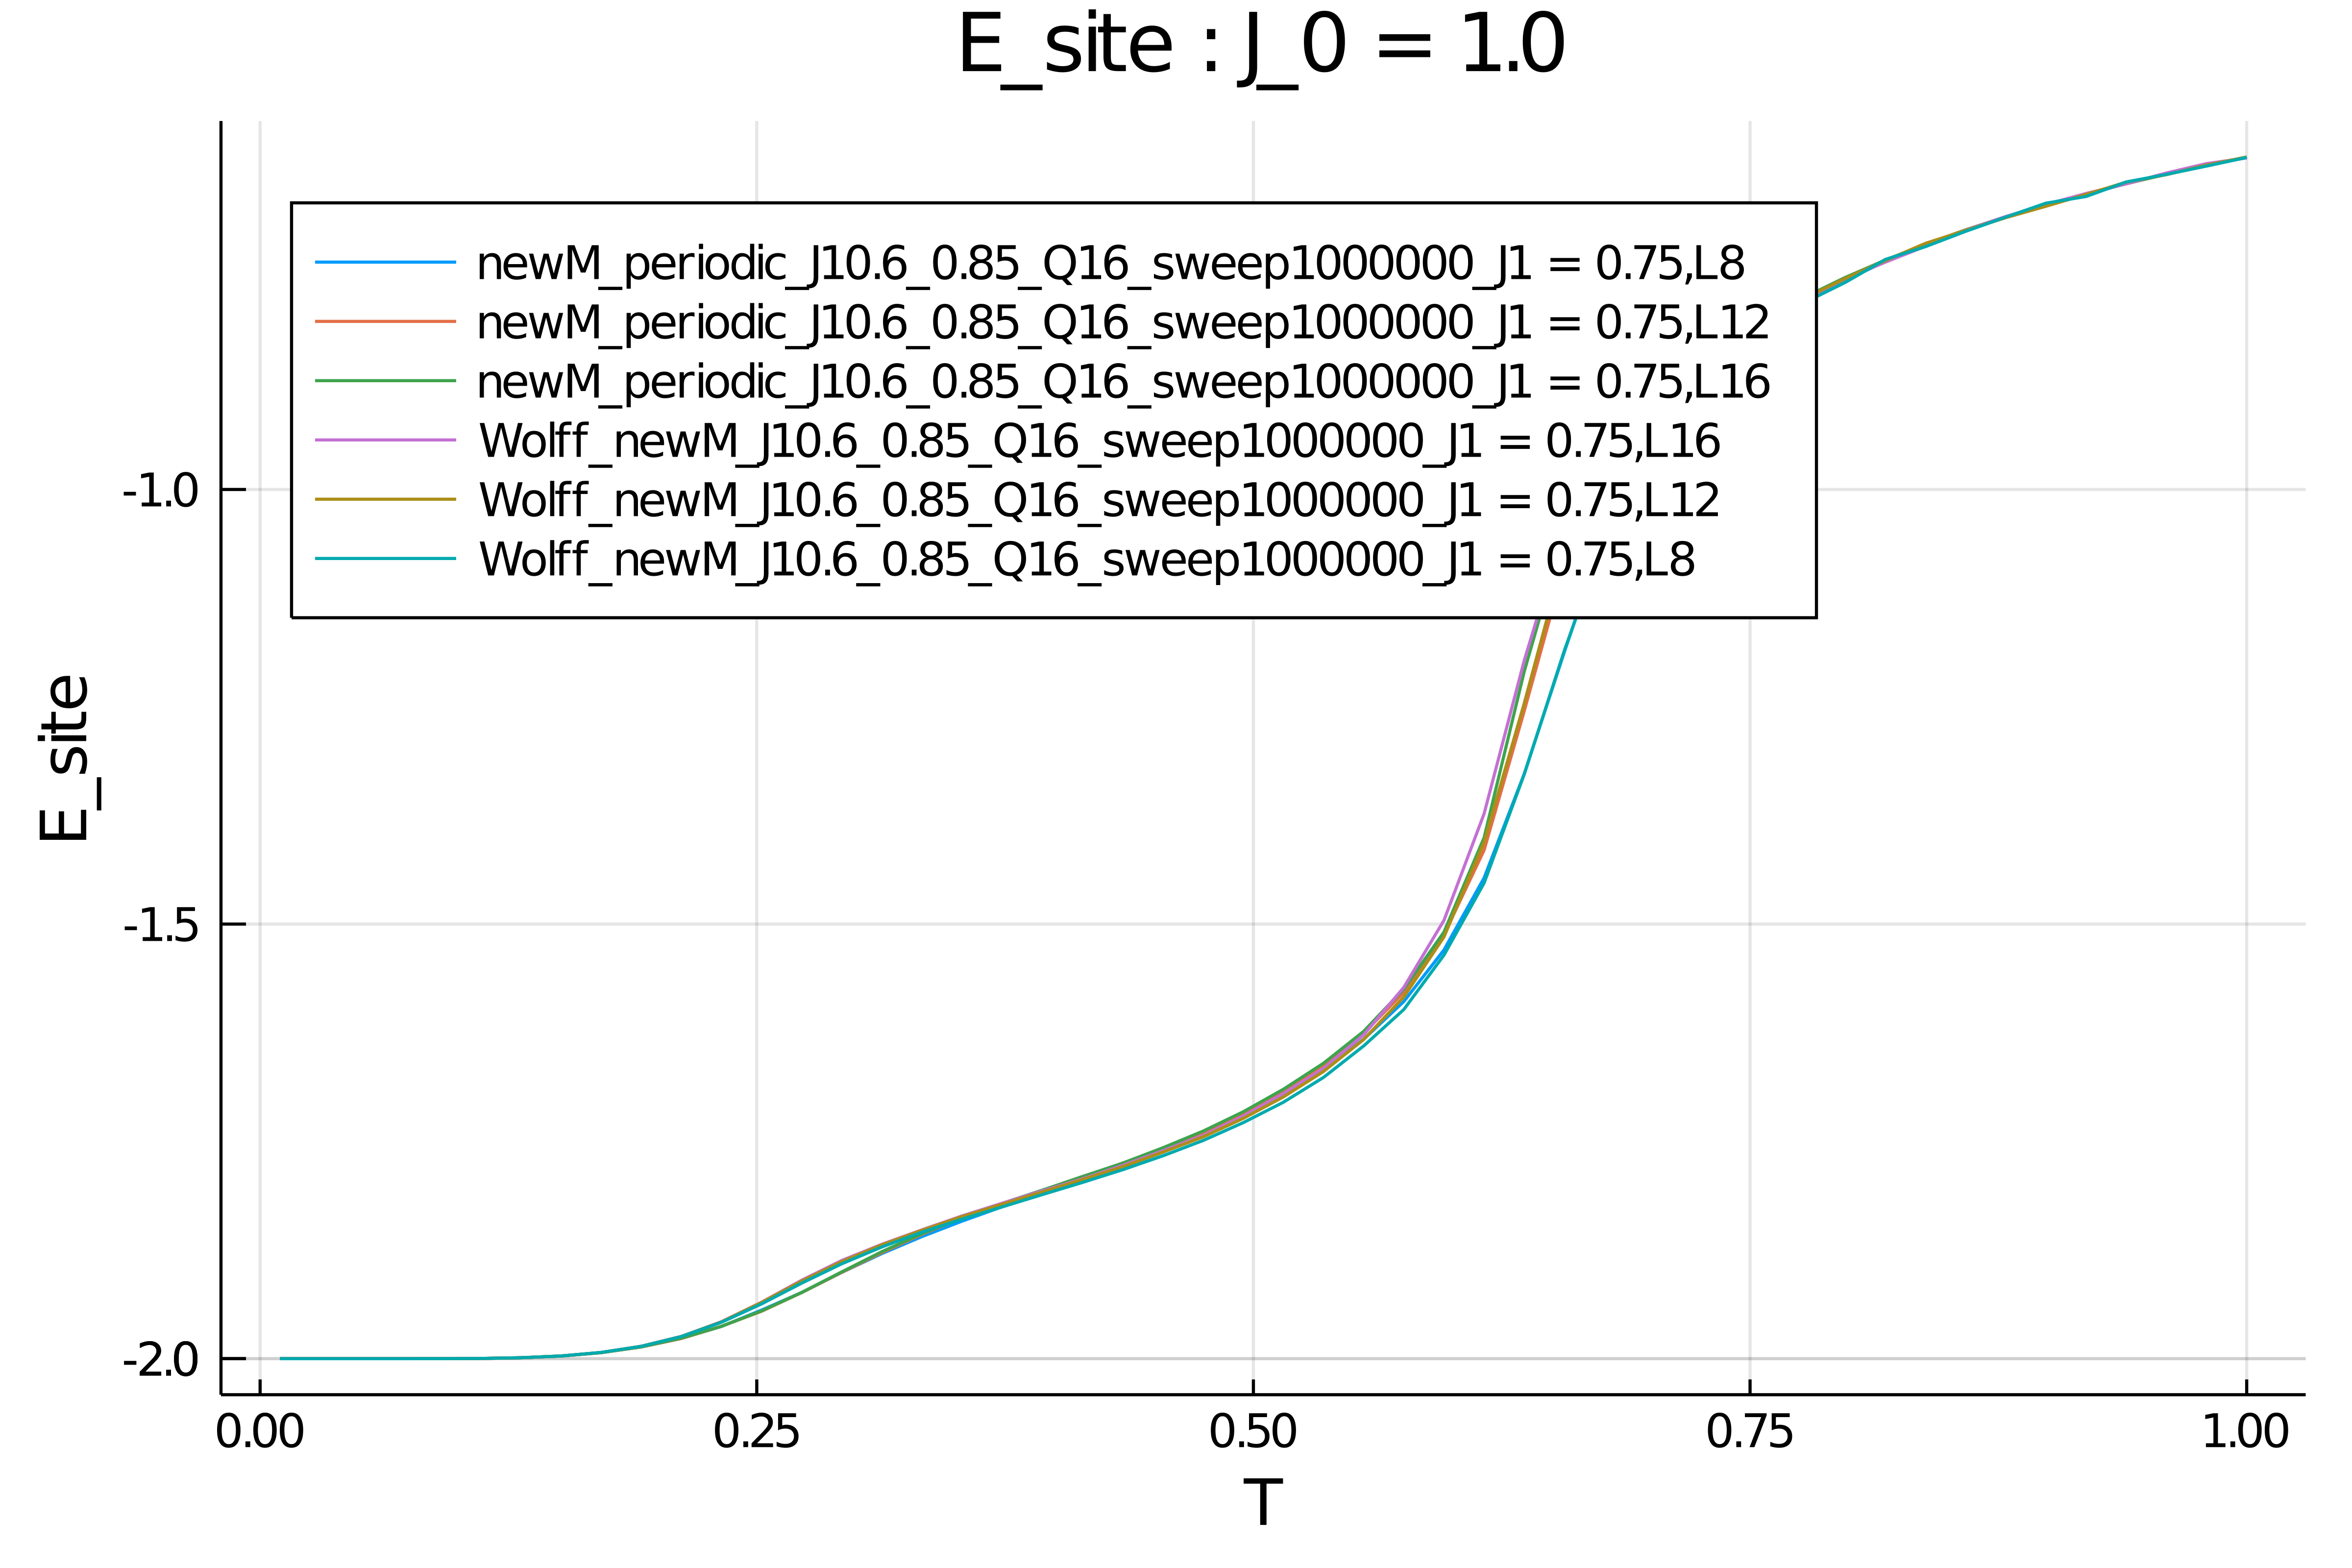 E_site : J_0 = 1.0
newM_periodic_J10.6_0.85_Q16_sweep1000000_J1 = 0.75,L8
newM_periodic_J10.6_0.85_Q16_sweep1000000_J1 = 0.75,L12
newM_periodic_J10.6_0.85_Q16_sweep1000000_J1 = 0.75,L16
Wolff_newM_J10.6_0.85_Q16_sweep1000000_J1 = 0.75,L16
Wolff_newM_J10.6_0.85_Q16_sweep1000000_J1 = 0.75,L12
Wolff_newM_J10.6_0.85_Q16_sweep1000000_J1 = 0.75,L8
E_site
-1.0
-1.5
-2.0
0.00 0.25 0.50 0.75 1.00
T